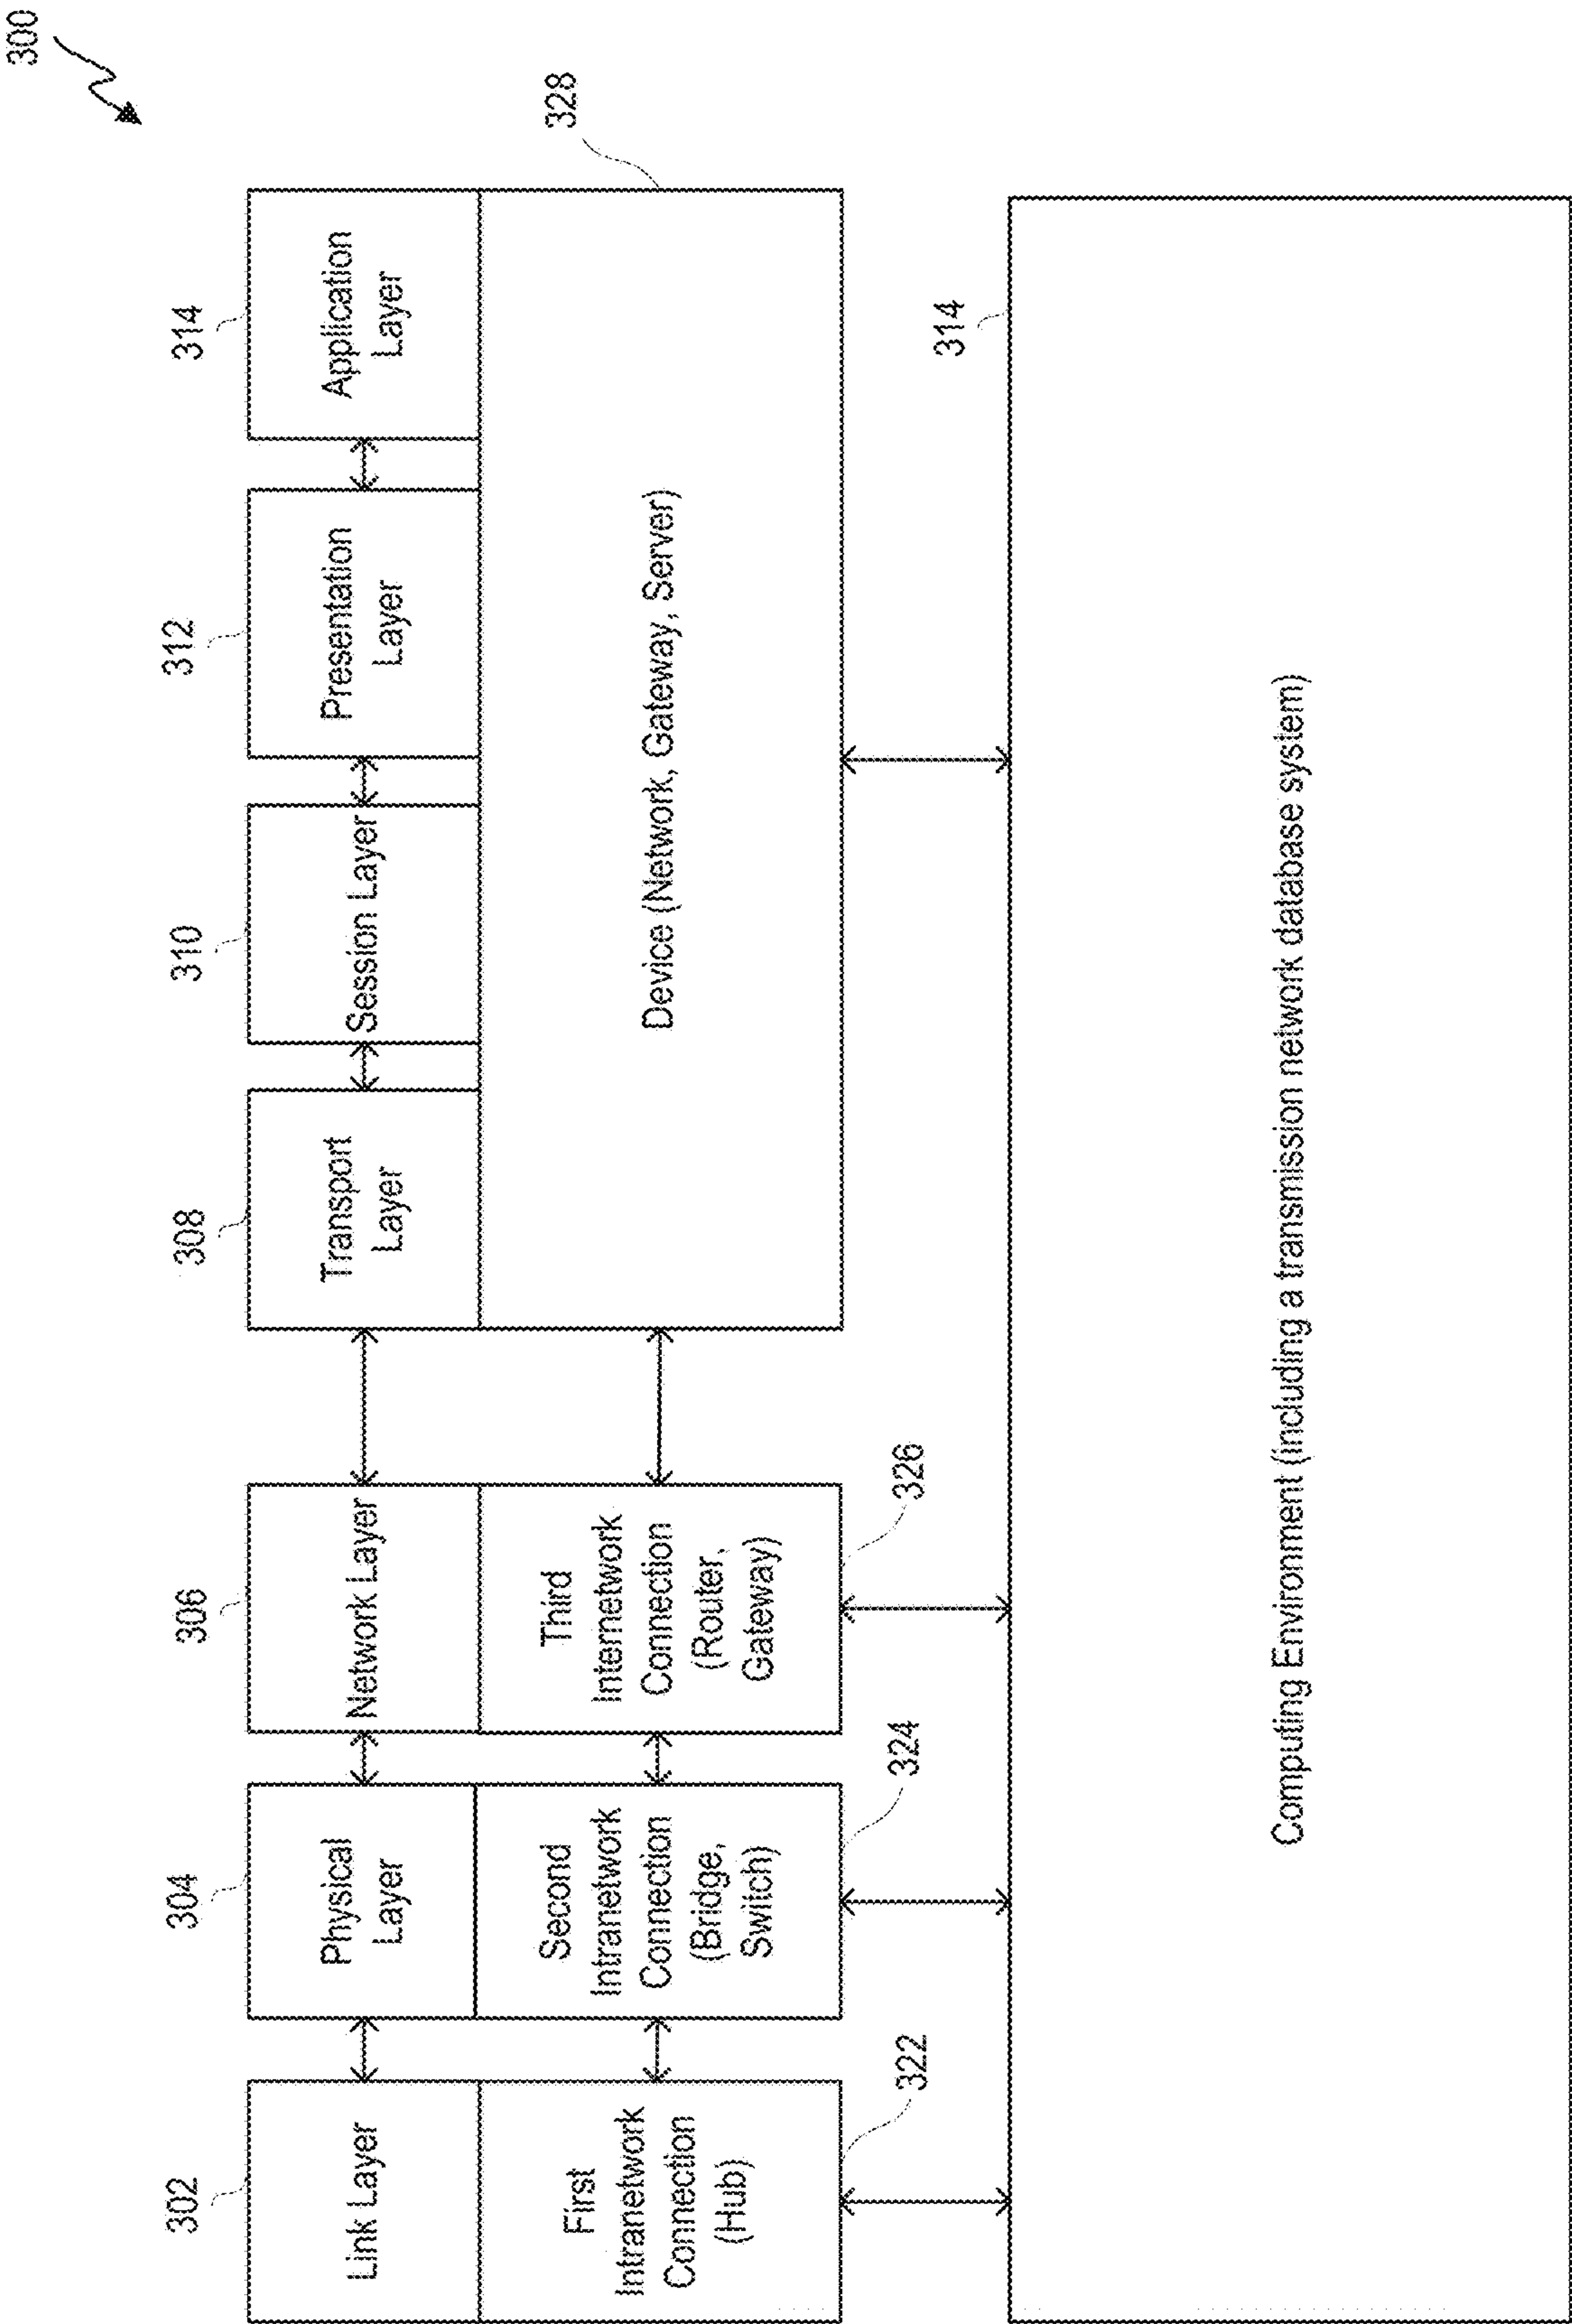 300
302
304
306
308
310
312
314
Link Layer
Physical
Layer
Network Layer
Transport
Layer
Session Layer
Presentation
Layer
Application
Layer
First
Intranetwork
Connection
(Hub)
Second
Intranetwork
Connection
(Bridge,
Switch)
Third
Internetwork
Connection
(Router,
Gateway)
Device (Network, Gateway, Server)
328
322
324
326
314
Computing Environment (including a transmission network database system)